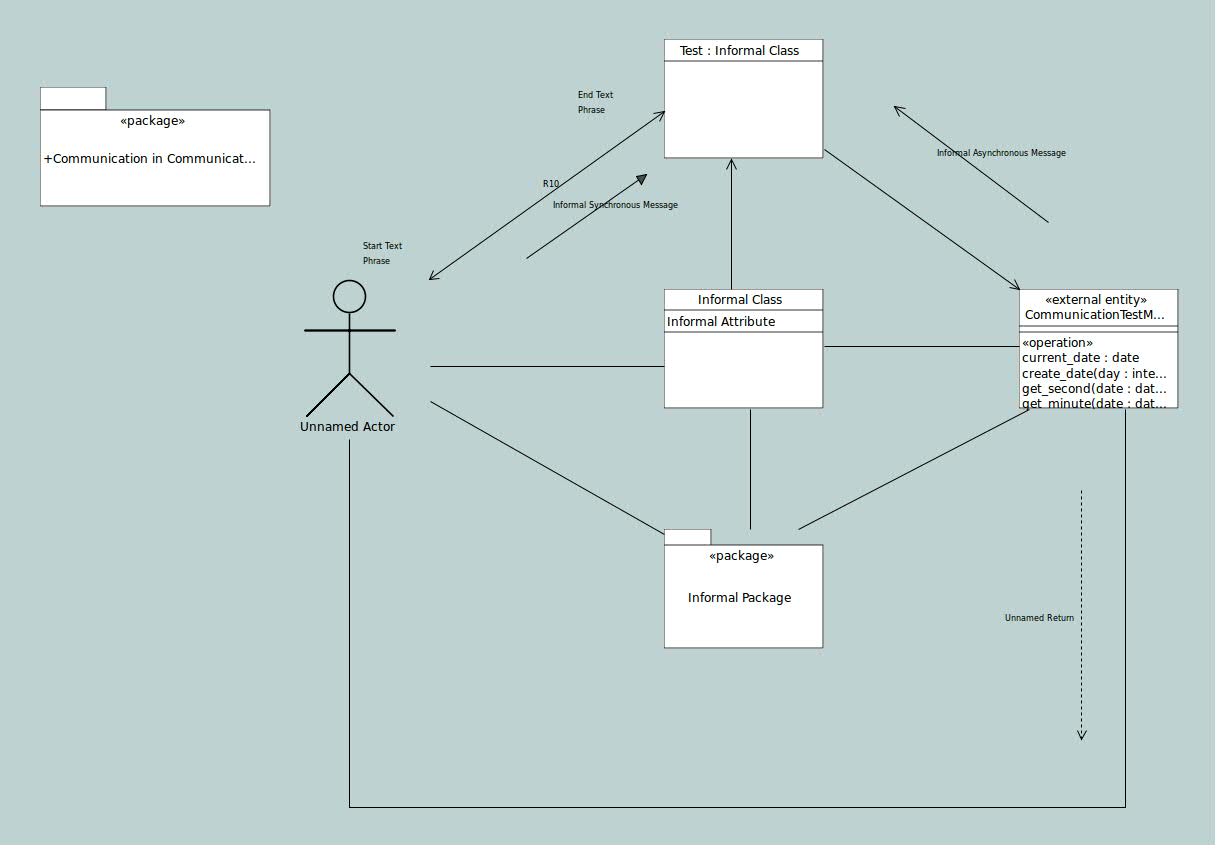 Test : Informal Class
End Text
Phrase
«package»
+Communication in Communicat...
Informal Asynchronous Message
R10
Informal Synchronous Message
Start Text
Phrase
Informal Class
Informal Attribute
«external entity»
CommunicationTestM...
«operation»
current_date : date
create_date(day : inte...
get_second(date : dat...
get_minute(date : dat...
Unnamed Actor
«package»
Informal Package
Unnamed Return